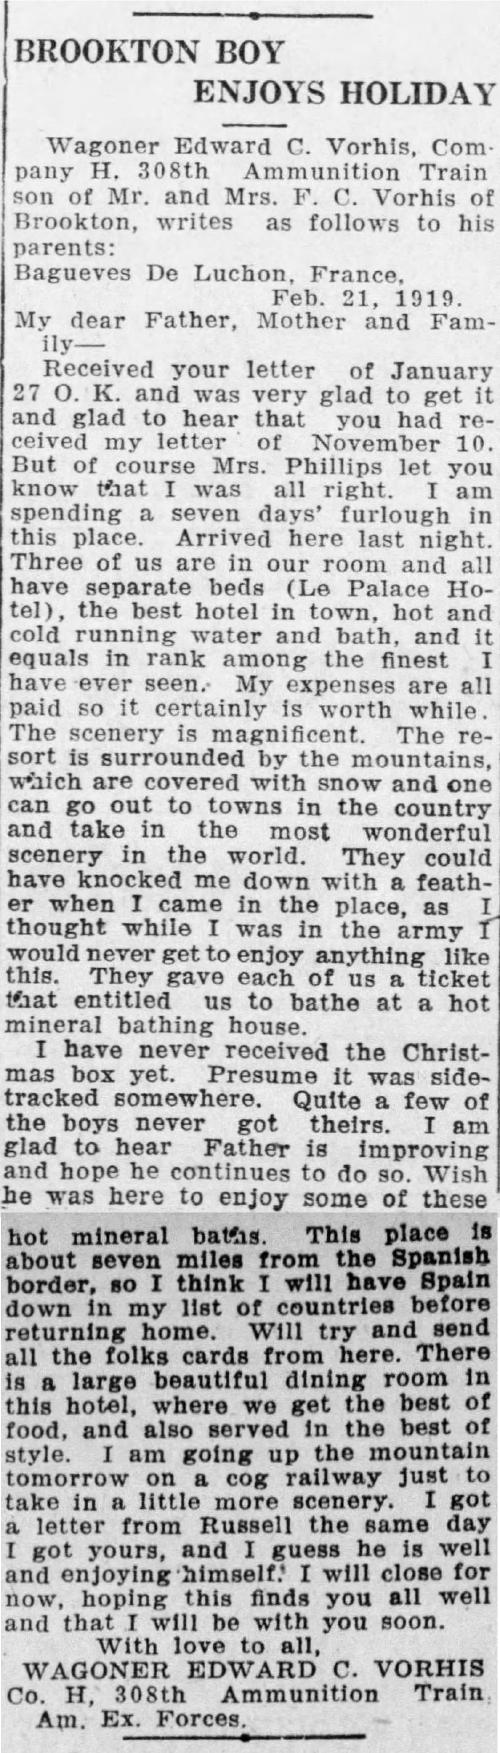 BROOKTON BOY
ENJOYS HOLIDAY
Wagoner Edward C. Vorhis, Com-
pany H, 308th Ammunition Train
son of Mr. and Mrs. F. C. Vorhis of
Brookton, writes as follows to his
parents:
Bagueves De Luchon, France,
Feb. 21, 1919.
My dear Father, Mother and Fam-
ily—
Received your letter of January
27 O. K. and was very glad to get it
and glad to hear that you had re-
ceived my letter of November 10.
But of course Mrs. Phillips let you
know that I was all right. I am
spending a seven days' furlough in
this place. Arrived here last night.
Three of us are in our room and all
have separate beds (Le Palace Ho-
tel), the best hotel in town, hot and
cold running water and bath, and it
equals in rank among the finest I
have ever seen. My expenses are all
paid so it certainly is worth while.
The scenery is magnificent. The re-
sort is surrounded by the mountains,
which are covered with snow and one
can go out to towns in the country
and take in the most wonderful
scenery in the world. They could
have knocked me down with a feath-
er when I came in the place, as I
thought while I was in the army I
would never get to enjoy anything like
this. They gave each of us a ticket
that entitled us to bathe at a hot
mineral bathing house.
I have never received the Christ-
mas box yet. Presume it was side-
tracked somewhere. Quite a few of
the boys never got theirs. I am
glad to hear Father is improving
and hope he continues to do so. Wish
he was here to enjoy some of these
hot mineral baths. This place is
about seven miles from the Spanish
border, so I think I will have Spain
down in my list of countries before
returning home. Will try and send
all the folks cards from here. There
is a large beautiful dining room in
this hotel, where we get the best of
food, and also served in the best of
style. I am going up the mountain
tomorrow on a cog railway just to
take in a little more scenery. I got
a letter from Russell the same day
I got yours, and I guess he is well
and enjoying himself. I will close for
now, hoping this finds you all well
and that I will be with you soon.
With love to all,
WAGONER EDWARD C. VORHIS
Co. H, 308th Ammunition Train
Am. Ex. Forces.